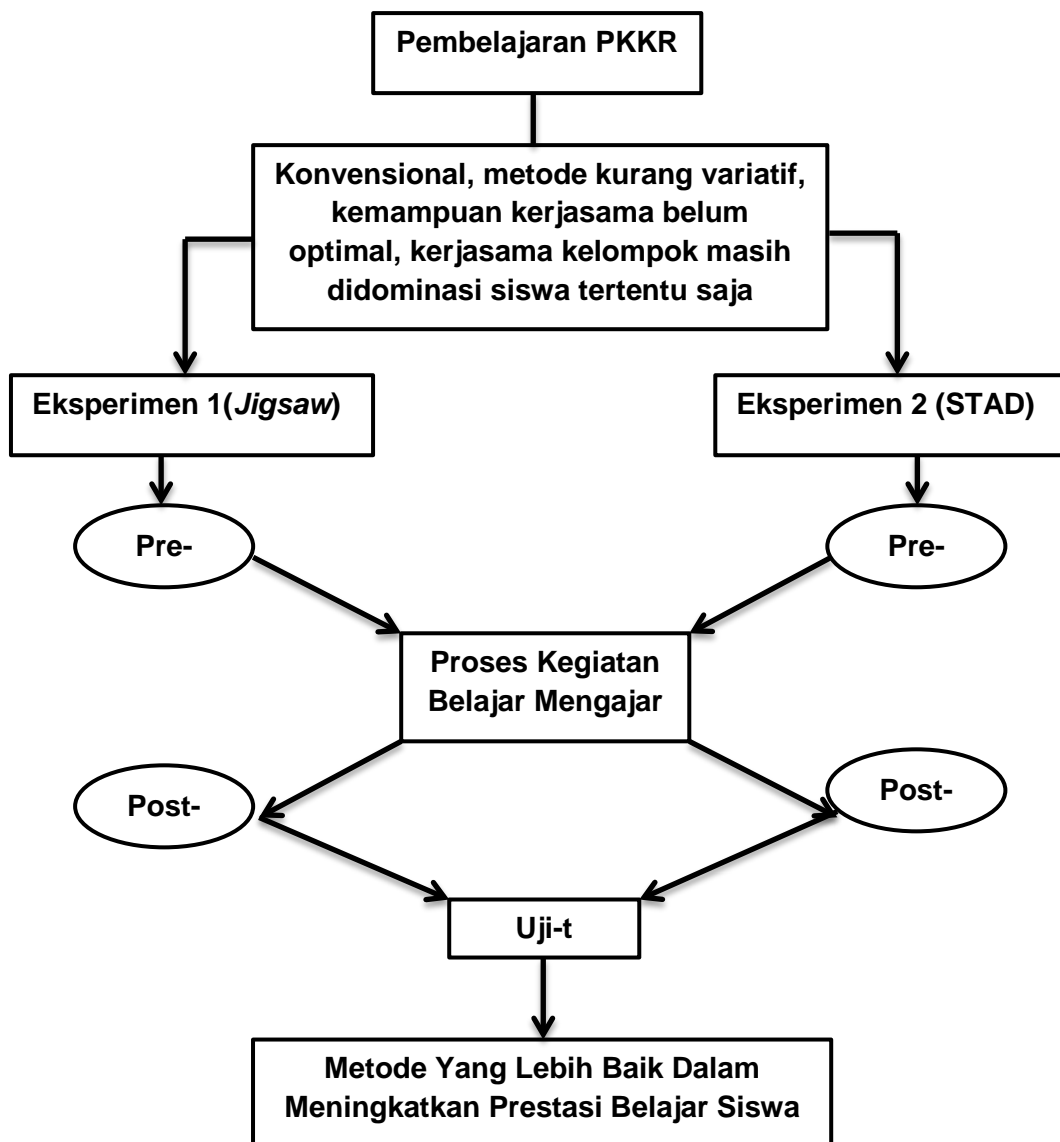 Pembelajaran PKKR
Konvensional, metode kurang variatif,
kemampuan kerjasama belum
optimal, kerjasama kelompok masih
didominasi siswa tertentu saja
Eksperimen 1(Jigsaw)
Eksperimen 2 (STAD)
Pre-
Pre-
Proses Kegiatan
Belajar Mengajar
Post-
Post-
Uji-t
Metode Yang Lebih Baik Dalam
Meningkatkan Prestasi Belajar Siswa